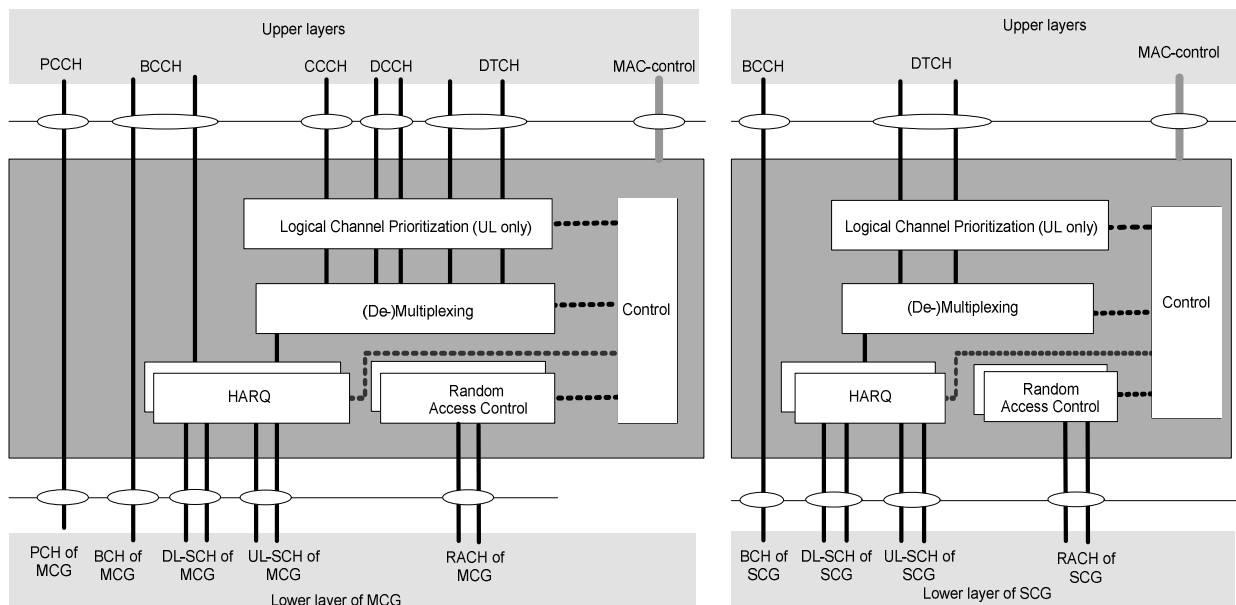 Upper layers
PCCH
BCCH
CCCH
DCCH
DTCH
MAC-control
Logical Channel Prioritization (UL only)
(De-)Multiplexing
Control
HARQ
Random
Access Control
PCH of
MCG
BCH of
MCG
DL-SCH of
MCG
UL-SCH of
MCG
RACH of
MCG
Lower layer of MCG
Upper layers
BCCH
DTCH
MAC-control
Logical Channel Prioritization (UL only)
(De-)Multiplexing
Control
HARQ
Random
Access Control
BCH of
SCG
DL-SCH of
SCG
UL-SCH of
SCG
RACH of
SCG
Lower layer of SCG